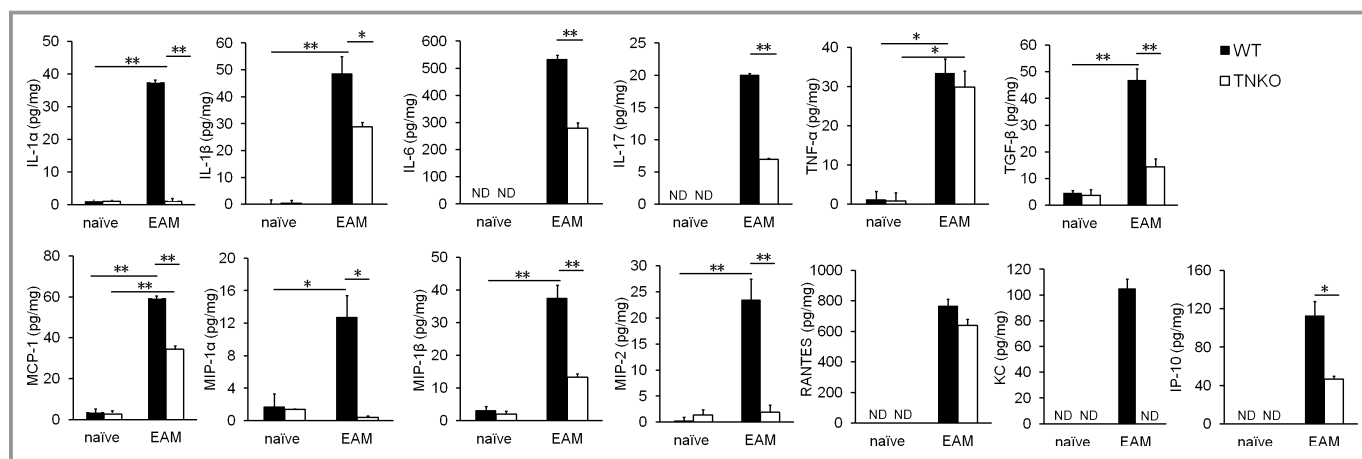 IL-1α (pg/mg)
50
40
30
20
10
0
**
**
naïve
EAM
IL-1β (pg/mg)
60
50
40
30
20
10
0
**
*
naïve
EAM
IL-6 (pg/mg)
600
500
400
300
200
100
0
**
ND
ND
naïve
EAM
IL-17 (pg/mg)
25
20
15
10
5
0
**
ND
ND
naïve
EAM
TNF-α (pg/mg)
40
30
20
10
0
*
*
naïve
EAM
TGF-β (pg/mg)
60
50
40
30
20
10
0
**
**
naïve
EAM
WT
TNKO
MCP-1 (pg/mg)
80
60
40
20
0
**
**
**
naïve
EAM
MIP-1α (pg/mg)
20
16
12
8
4
0
*
*
naïve
EAM
MIP-1β (pg/mg)
50
40
30
20
10
0
**
**
naïve
EAM
MIP-2 (pg/mg)
30
25
20
15
10
5
0
**
**
naïve
EAM
RANTES (pg/mg)
1000
800
600
400
200
0
ND
ND
naïve
EAM
KC (pg/mg)
120
100
80
60
40
20
0
ND
ND
ND
naïve
EAM
IP-10 (pg/mg)
160
120
80
40
0
*
ND
ND
naïve
EAM